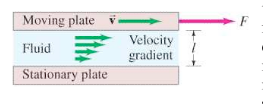 Moving plate v⃗
F
Velocity
Fluid
gradient
l
Stationary plate